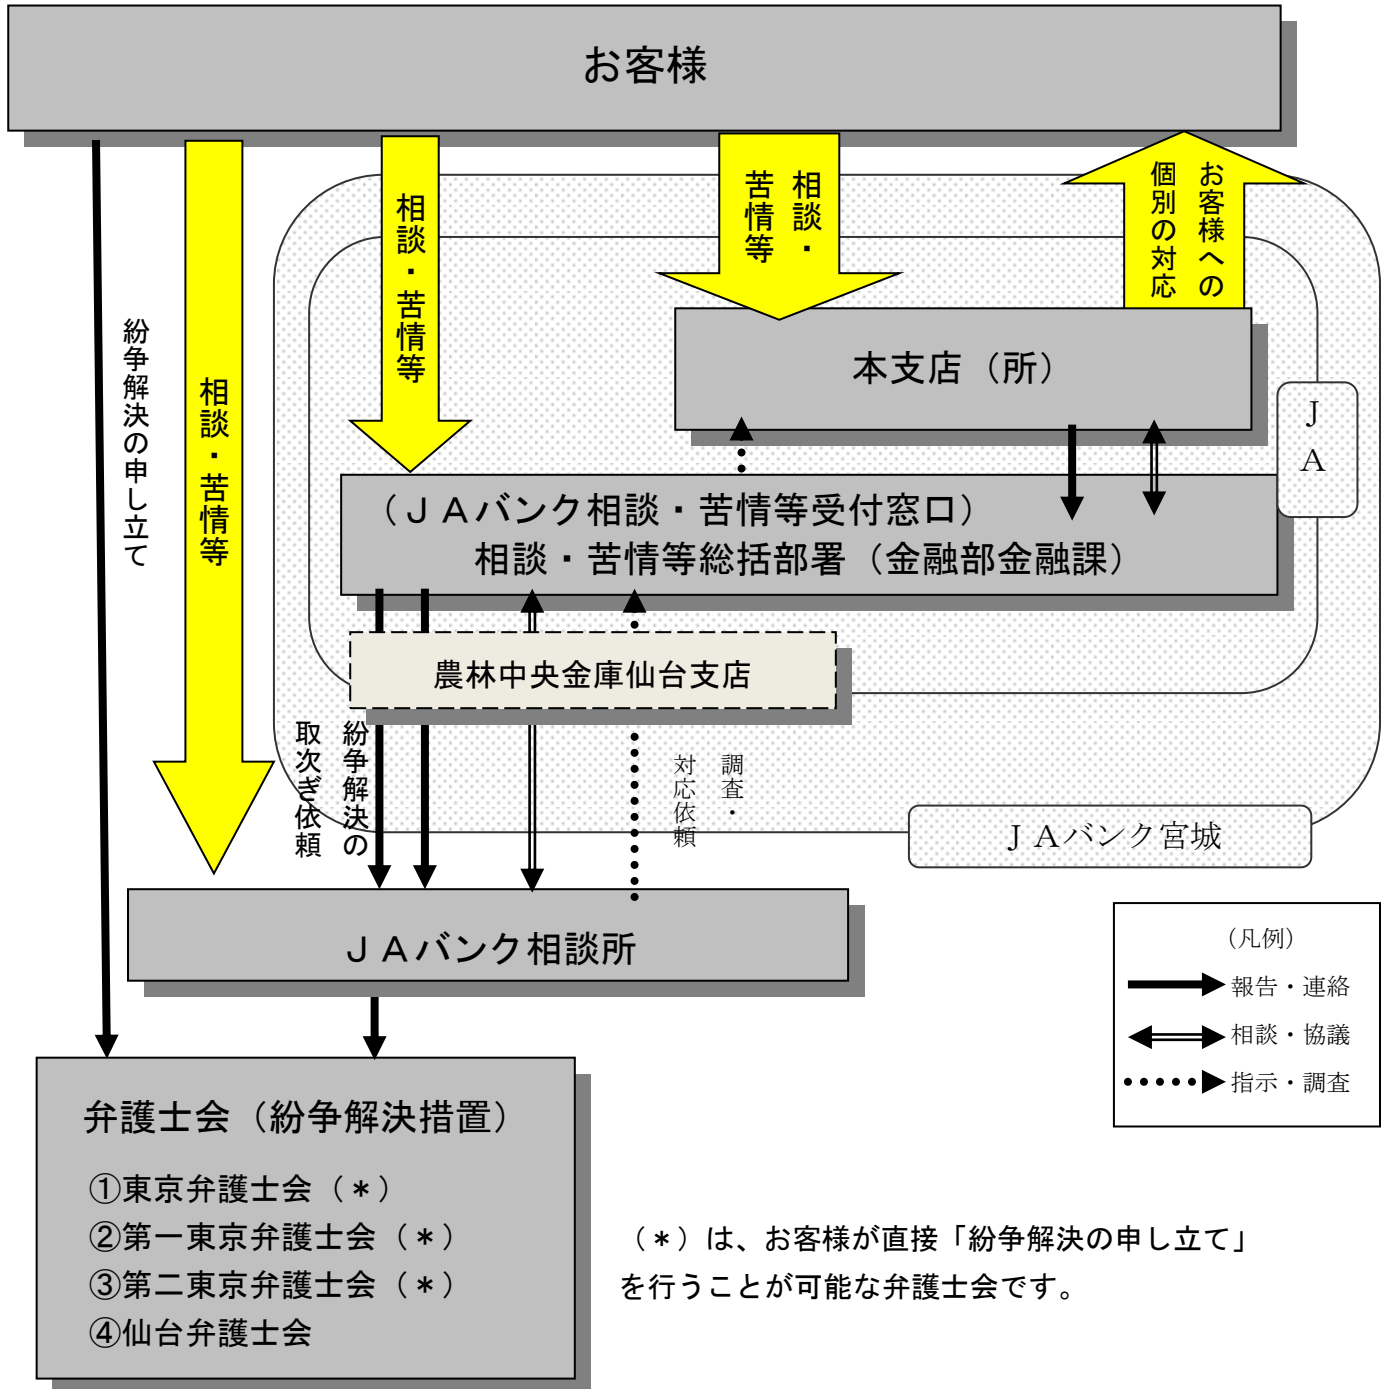 お客様
紛争解決の申し立て
相談・苦情等
相談・苦情等
相談・
苦情等
お客様への
個別の対応
本支店（所）
ＪＡ
（ＪＡバンク相談・苦情等受付窓口）
相談・苦情等総括部署（金融部金融課）
農林中央金庫仙台支店
紛争解決の
取次ぎ依頼
調査・
対応依頼
ＪＡバンク宮城
ＪＡバンク相談所
（凡例）
報告・連絡
相談・協議
指示・調査
弁護士会（紛争解決措置）
①東京弁護士会（＊）
②第一東京弁護士会（＊）
③第二東京弁護士会（＊）
④仙台弁護士会
（＊）は、お客様が直接「紛争解決の申し立て」
を行うことが可能な弁護士会です。